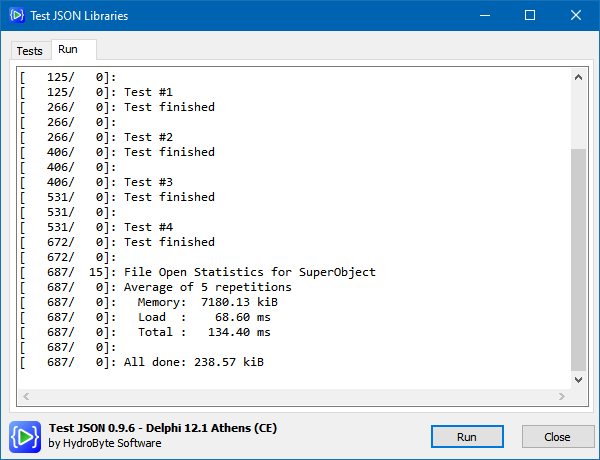 Test JSON Libraries
Tests Run
[   125/   0]:
[   125/   0]: Test #1
[   266/   0]: Test finished
[   266/   0]:
[   266/   0]: Test #2
[   406/   0]: Test finished
[   406/   0]:
[   406/   0]: Test #3
[   531/   0]: Test finished
[   531/   0]:
[   531/   0]: Test #4
[   672/   0]: Test finished
[   672/   0]:
[   687/  15]: File Open Statistics for SuperObject
[   687/   0]: Average of 5 repetitions
[   687/   0]:   Memory:  7180.13 kiB
[   687/   0]:   Load  :    68.60 ms
[   687/   0]:   Total :   134.40 ms
[   687/   0]:
[   687/   0]: All done: 238.57 kiB
Test JSON 0.9.6 - Delphi 12.1 Athens (CE)
by HydroByte Software
Run Close